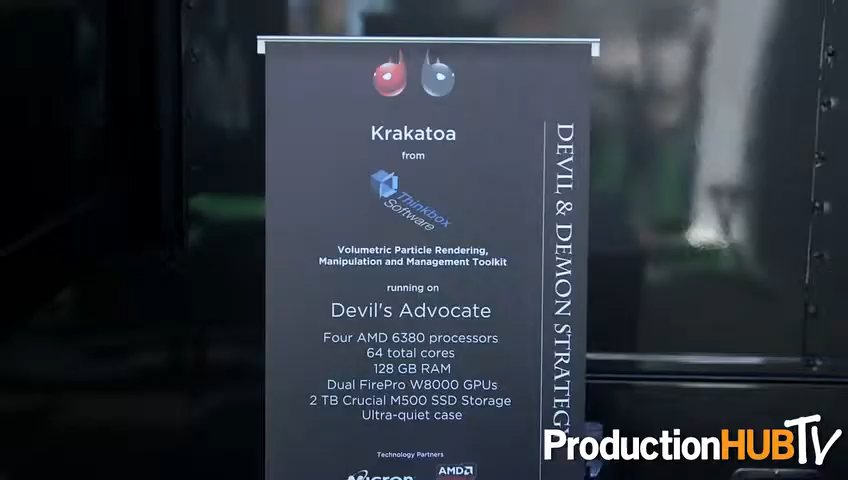 Krakatoa
from
Thinkbox
Software
Volumetric Particle Rendering,
Manipulation and Management Toolkit
running on
Devil's Advocate
Four AMD 6380 processors
64 total cores
128 GB RAM
Dual FirePro W8000 GPUs
2 TB Crucial M500 SSD Storage
Ultra-quiet case
Technology Partners
Micron
AMD
DEVIL & DEMON STRATEGY
ProductionHUBTV